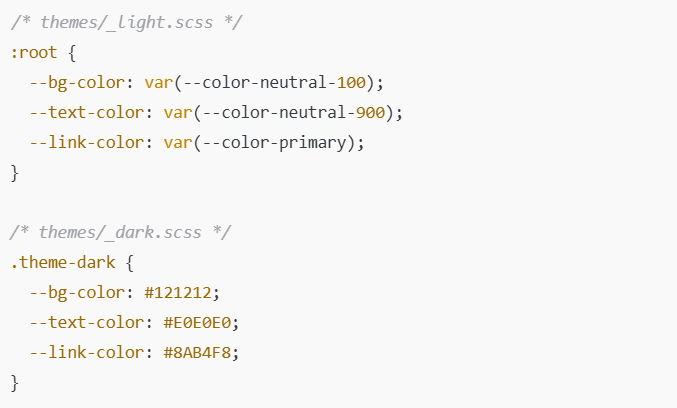 /* themes/_light.scss */
:root {
  --bg-color: var(--color-neutral-100);
  --text-color: var(--color-neutral-900);
  --link-color: var(--color-primary);
}

/* themes/_dark.scss */
.theme-dark {
  --bg-color: #121212;
  --text-color: #E0E0E0;
  --link-color: #8AB4F8;
}